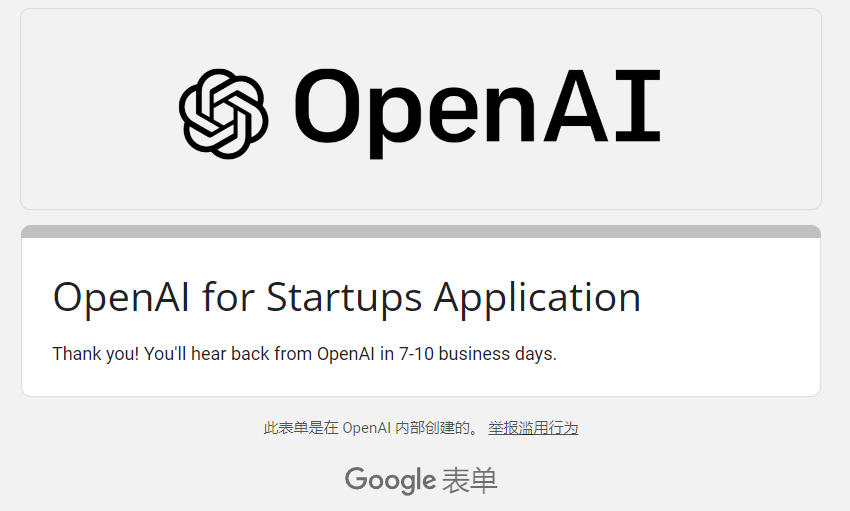 OpenAI
OpenAI for Startups Application
Thank you! You'll hear back from OpenAI in 7-10 business days.
此表单是在 OpenAI 内部创建的。 举报滥用行为
Google 表单